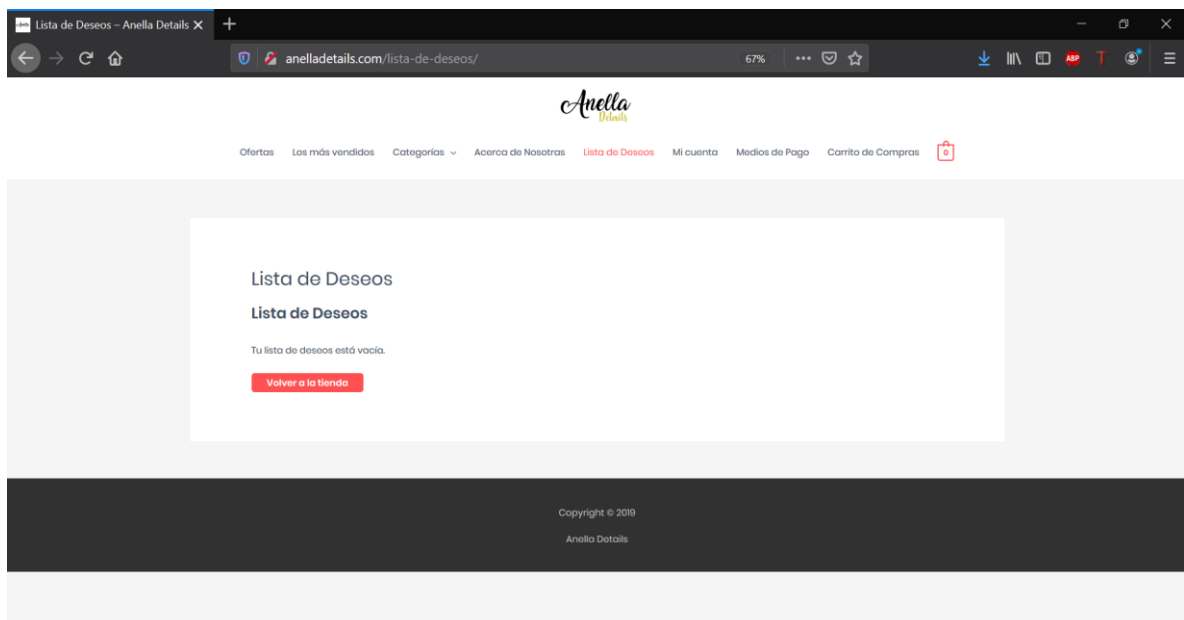 Lista de Deseos – Anella Details
anelladetails.com/lista-de-deseos/
67%
ABP
T
Anella
Details
Ofertas Los más vendidos Categorías Acerca de Nosotras Lista de Deseos Mi cuenta Medios de Pago Carrito de Compras 0
Lista de Deseos
Lista de Deseos
Tu lista de deseos está vacía.
Volver a la tienda
Copyright © 2019
Anella Details